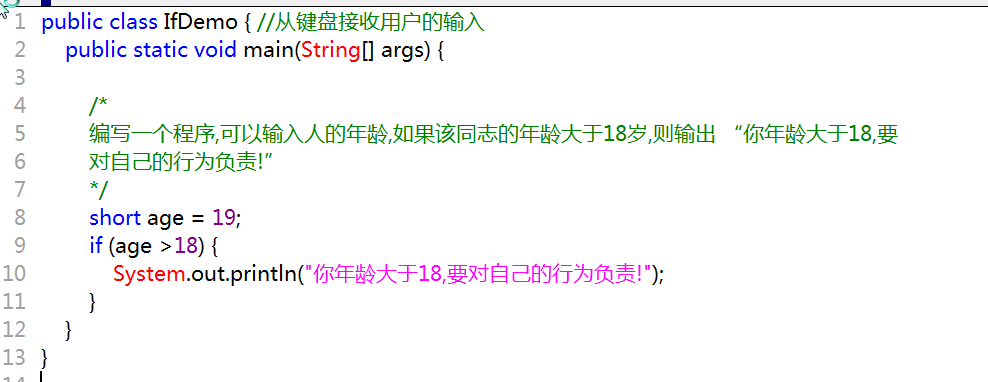 1 public class IfDemo { //从键盘接收用户的输入
2 public static void main(String[] args) {
3
4 /*
5 编写一个程序,可以输入人的年龄,如果该同志的年龄大于18岁,则输出 “你年龄大于18,要
6 对自己的行为负责!”
7 */
8 short age = 19;
9 if (age >18) {
10 System.out.println("你年龄大于18,要对自己的行为负责!");
11 }
12 }
13 }
14